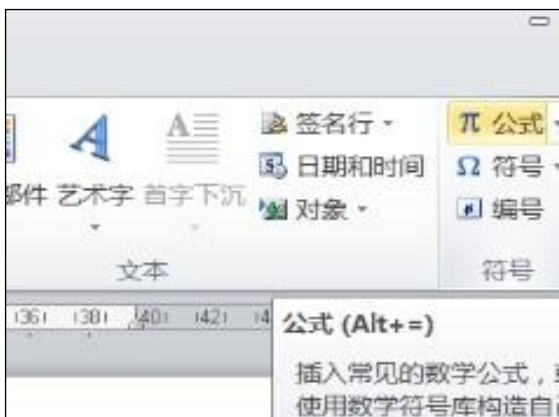 签名行
π 公式
日期和时间
Ω 符号
部件 艺术字 首字下沉
对象
编号
文本
符号
36 38 40 42 4
公式 (Alt+=)
插入常见的数学公式，
使用数学符号库构造自